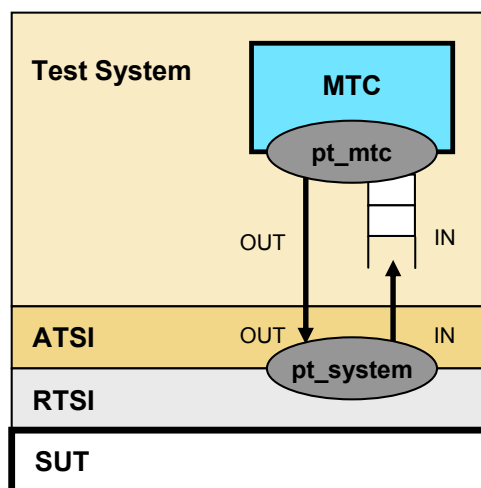 Test System
MTC
pt_mtc
OUT
IN
ATSI
OUT
IN
pt_system
RTSI
SUT